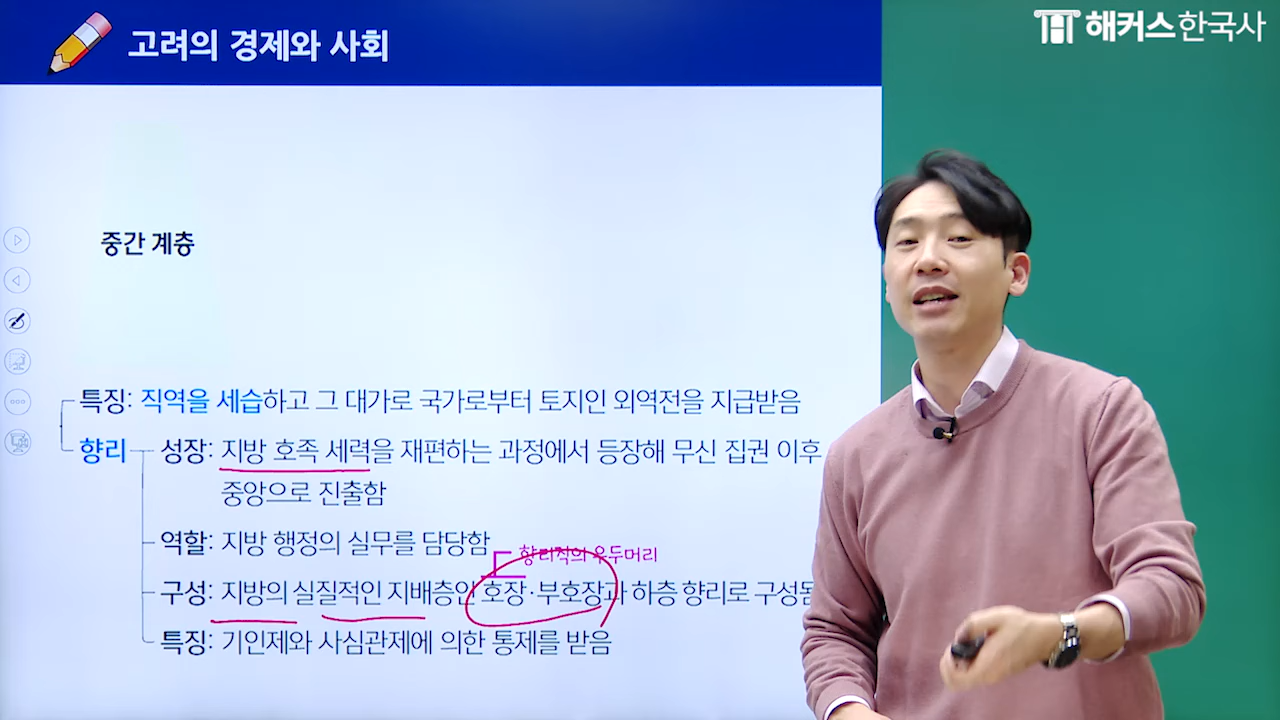 고려의 경제와 사회
해커스한국사
중간 계층
특징: 직역을 세습하고 그 대가로 국가로부터 토지인 외역전을 지급받음
향리
성장: 지방 호족 세력을 재편하는 과정에서 등장해 무신 집권 이후
중앙으로 진출함
역할: 지방 행정의 실무를 담당함
향리직의 우두머리
구성: 지방의 실질적인 지배층인 호장·부호장과 하층 향리로 구성됨
특징: 기인제와 사심관제에 의한 통제를 받음